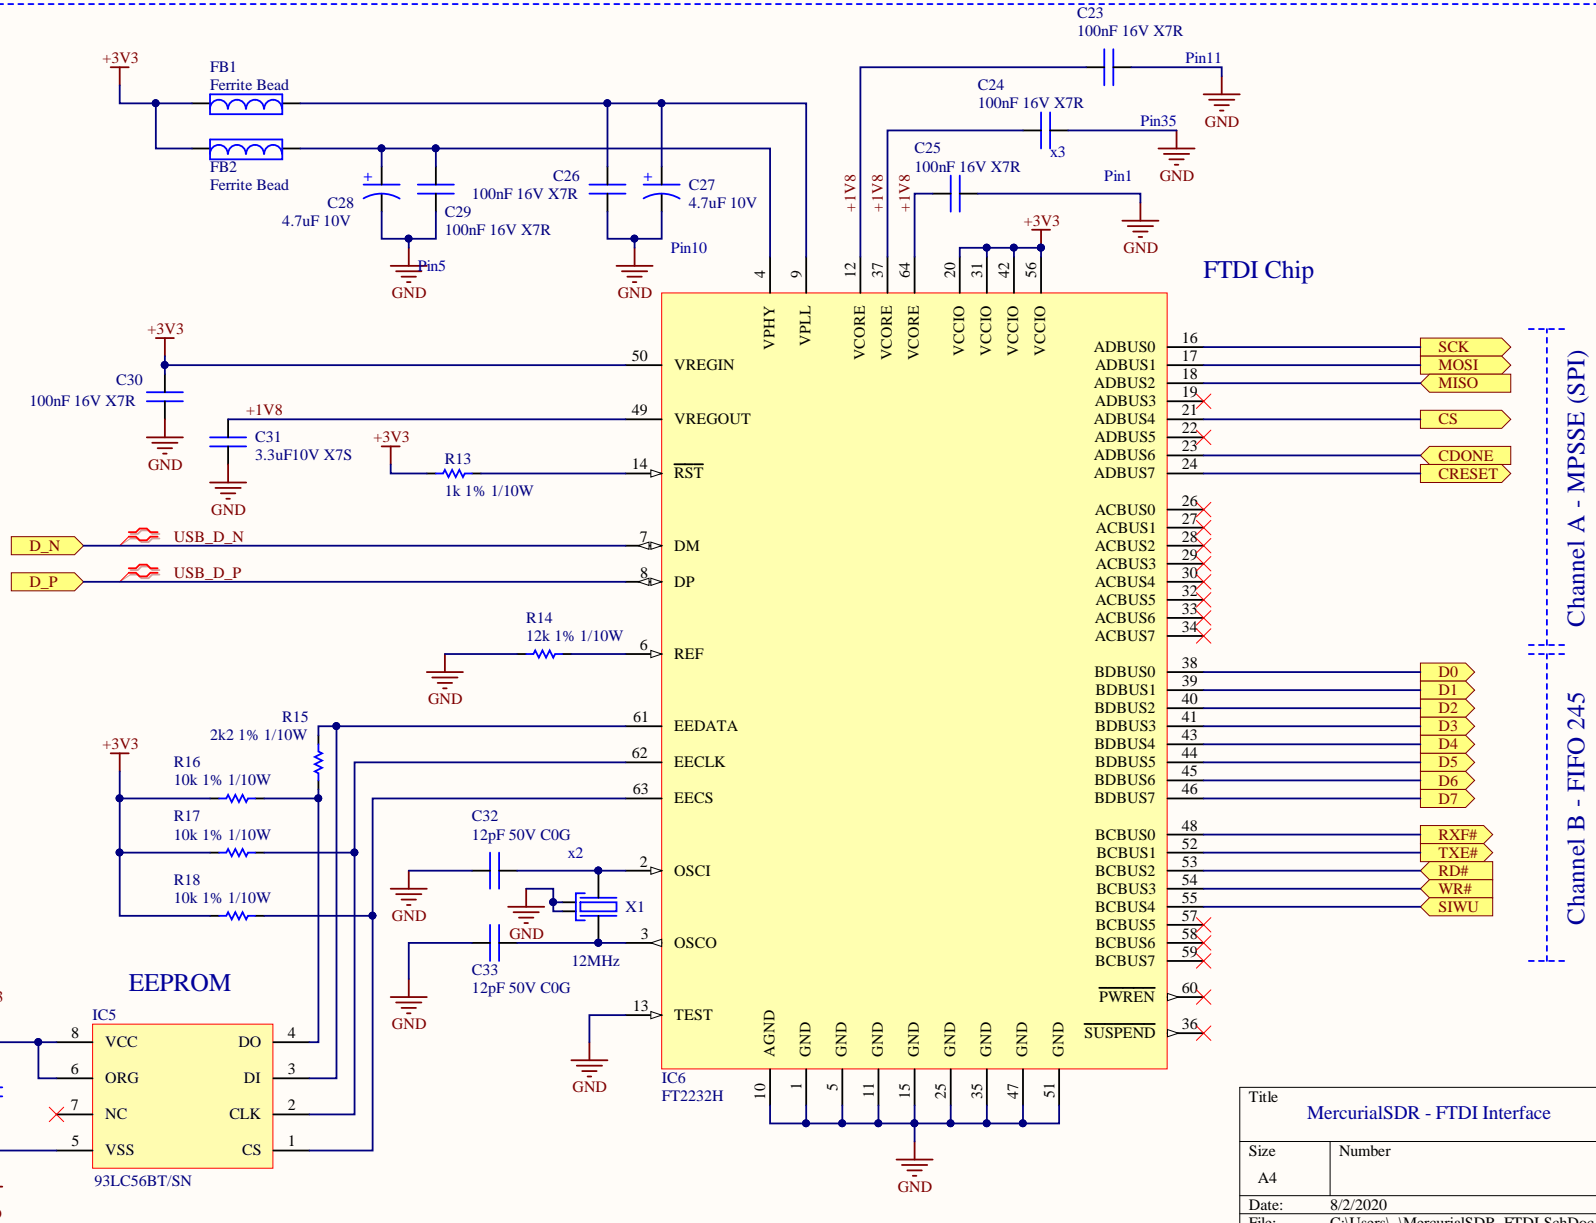 C23
100nF 16V X7R
Pin11
GND
+3V3
FB1
Ferrite Bead
FB2
Ferrite Bead
C24
100nF 16V X7R
Pin35
x3
GND
C25
100nF 16V X7R
Pin1
GND
+1V8
+1V8
+1V8
+3V3
C28
4.7uF 10V
+
C29
100nF 16V X7R
Pin5
GND
C26
100nF 16V X7R
+
C27
4.7uF 10V
Pin10
GND
FTDI Chip
4
9
12
37
64
20
31
42
56
VPHY
VPLL
VCORE
VCORE
VCORE
VCCIO
VCCIO
VCCIO
VCCIO
+3V3
C30
100nF 16V X7R
GND
50
VREGIN
+1V8
C31
3.3uF10V X7S
GND
49
VREGOUT
+3V3
R13
1k 1% 1/10W
14
RST
D_N
USB_D_N
7
DM
D_P
USB_D_P
8
DP
R14
12k 1% 1/10W
GND
6
REF
R15
2k2 1% 1/10W
61
EEDATA
62
EECLK
63
EECS
+3V3
R16
10k 1% 1/10W
R17
10k 1% 1/10W
R18
10k 1% 1/10W
C32
12pF 50V C0G
x2
GND
2
OSCI
GND
X1
12MHz
3
OSCO
C33
12pF 50V C0G
GND
13
TEST
GND
ADBUS0 16 SCK
ADBUS1 17 MOSI
ADBUS2 18 MISO
ADBUS3 19
ADBUS4 21 CS
ADBUS5 22
ADBUS6 23 CDONE
ADBUS7 24 CRESET
ACBUS0 26
ACBUS1 27
ACBUS2 28
ACBUS3 29
ACBUS4 30
ACBUS5 32
ACBUS6 33
ACBUS7 34
Channel A - MPSSE (SPI)
BDBUS0 38 D0
BDBUS1 39 D1
BDBUS2 40 D2
BDBUS3 41 D3
BDBUS4 43 D4
BDBUS5 44 D5
BDBUS6 45 D6
BDBUS7 46 D7
BCBUS0 48 RXF#
BCBUS1 52 TXE#
BCBUS2 53 RD#
BCBUS3 54 WR#
BCBUS4 55 SIWU
BCBUS5 57
BCBUS6 58
BCBUS7 59
Channel B - FIFO 245
PWREN 60
SUSPEND 36
AGND
GND
GND
GND
GND
GND
GND
GND
GND
10
1
5
11
15
25
35
47
51
GND
IC6
FT2232H
EEPROM
IC5
8 VCC DO 4
6 ORG DI 3
7 NC CLK 2
5 VSS CS 1
93LC56BT/SN
Title
MercurialSDR - FTDI Interface
Size
Number
A4
Date:
8/2/2020